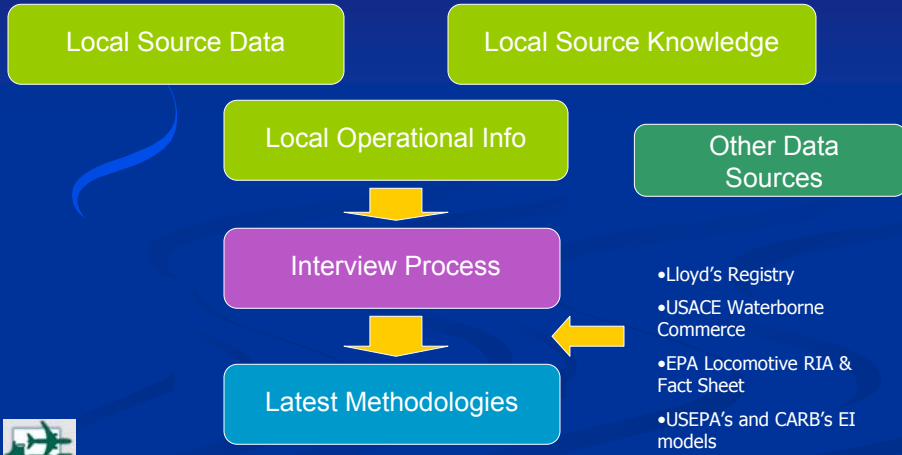 Local Source Data
Local Source Knowledge
Local Operational Info
Other Data
Sources
Interview Process
•Lloyd's Registry
•USACE Waterborne
Commerce
•EPA Locomotive RIA &
Fact Sheet
•USEPA's and CARB's EI
models
Latest Methodologies